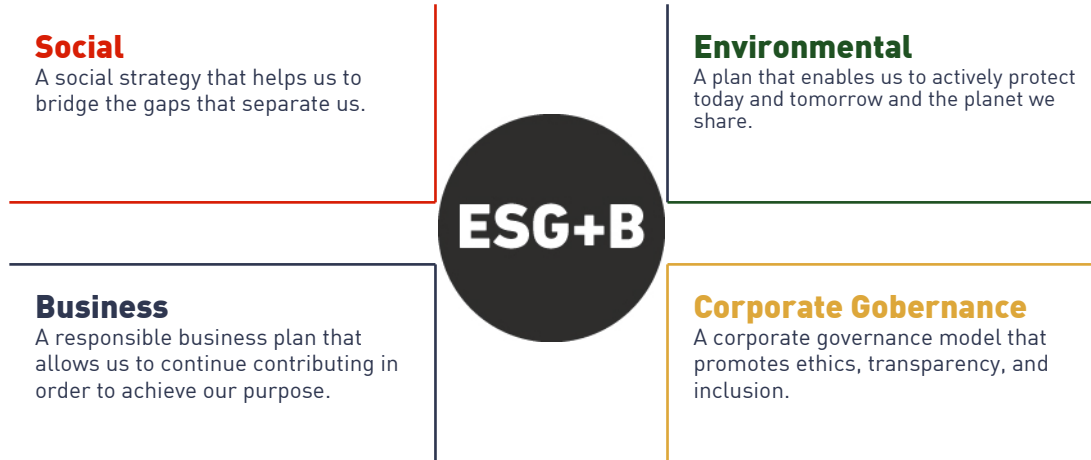 Social
A social strategy that helps us to
bridge the gaps that separate us.
Environmental
A plan that enables us to actively protect
today and tomorrow and the planet we
share.
ESG+B
Business
A responsible business plan that
allows us to continue contributing in
order to achieve our purpose.
Corporate Gobernance
A corporate governance model that
promotes ethics, transparency, and
inclusion.